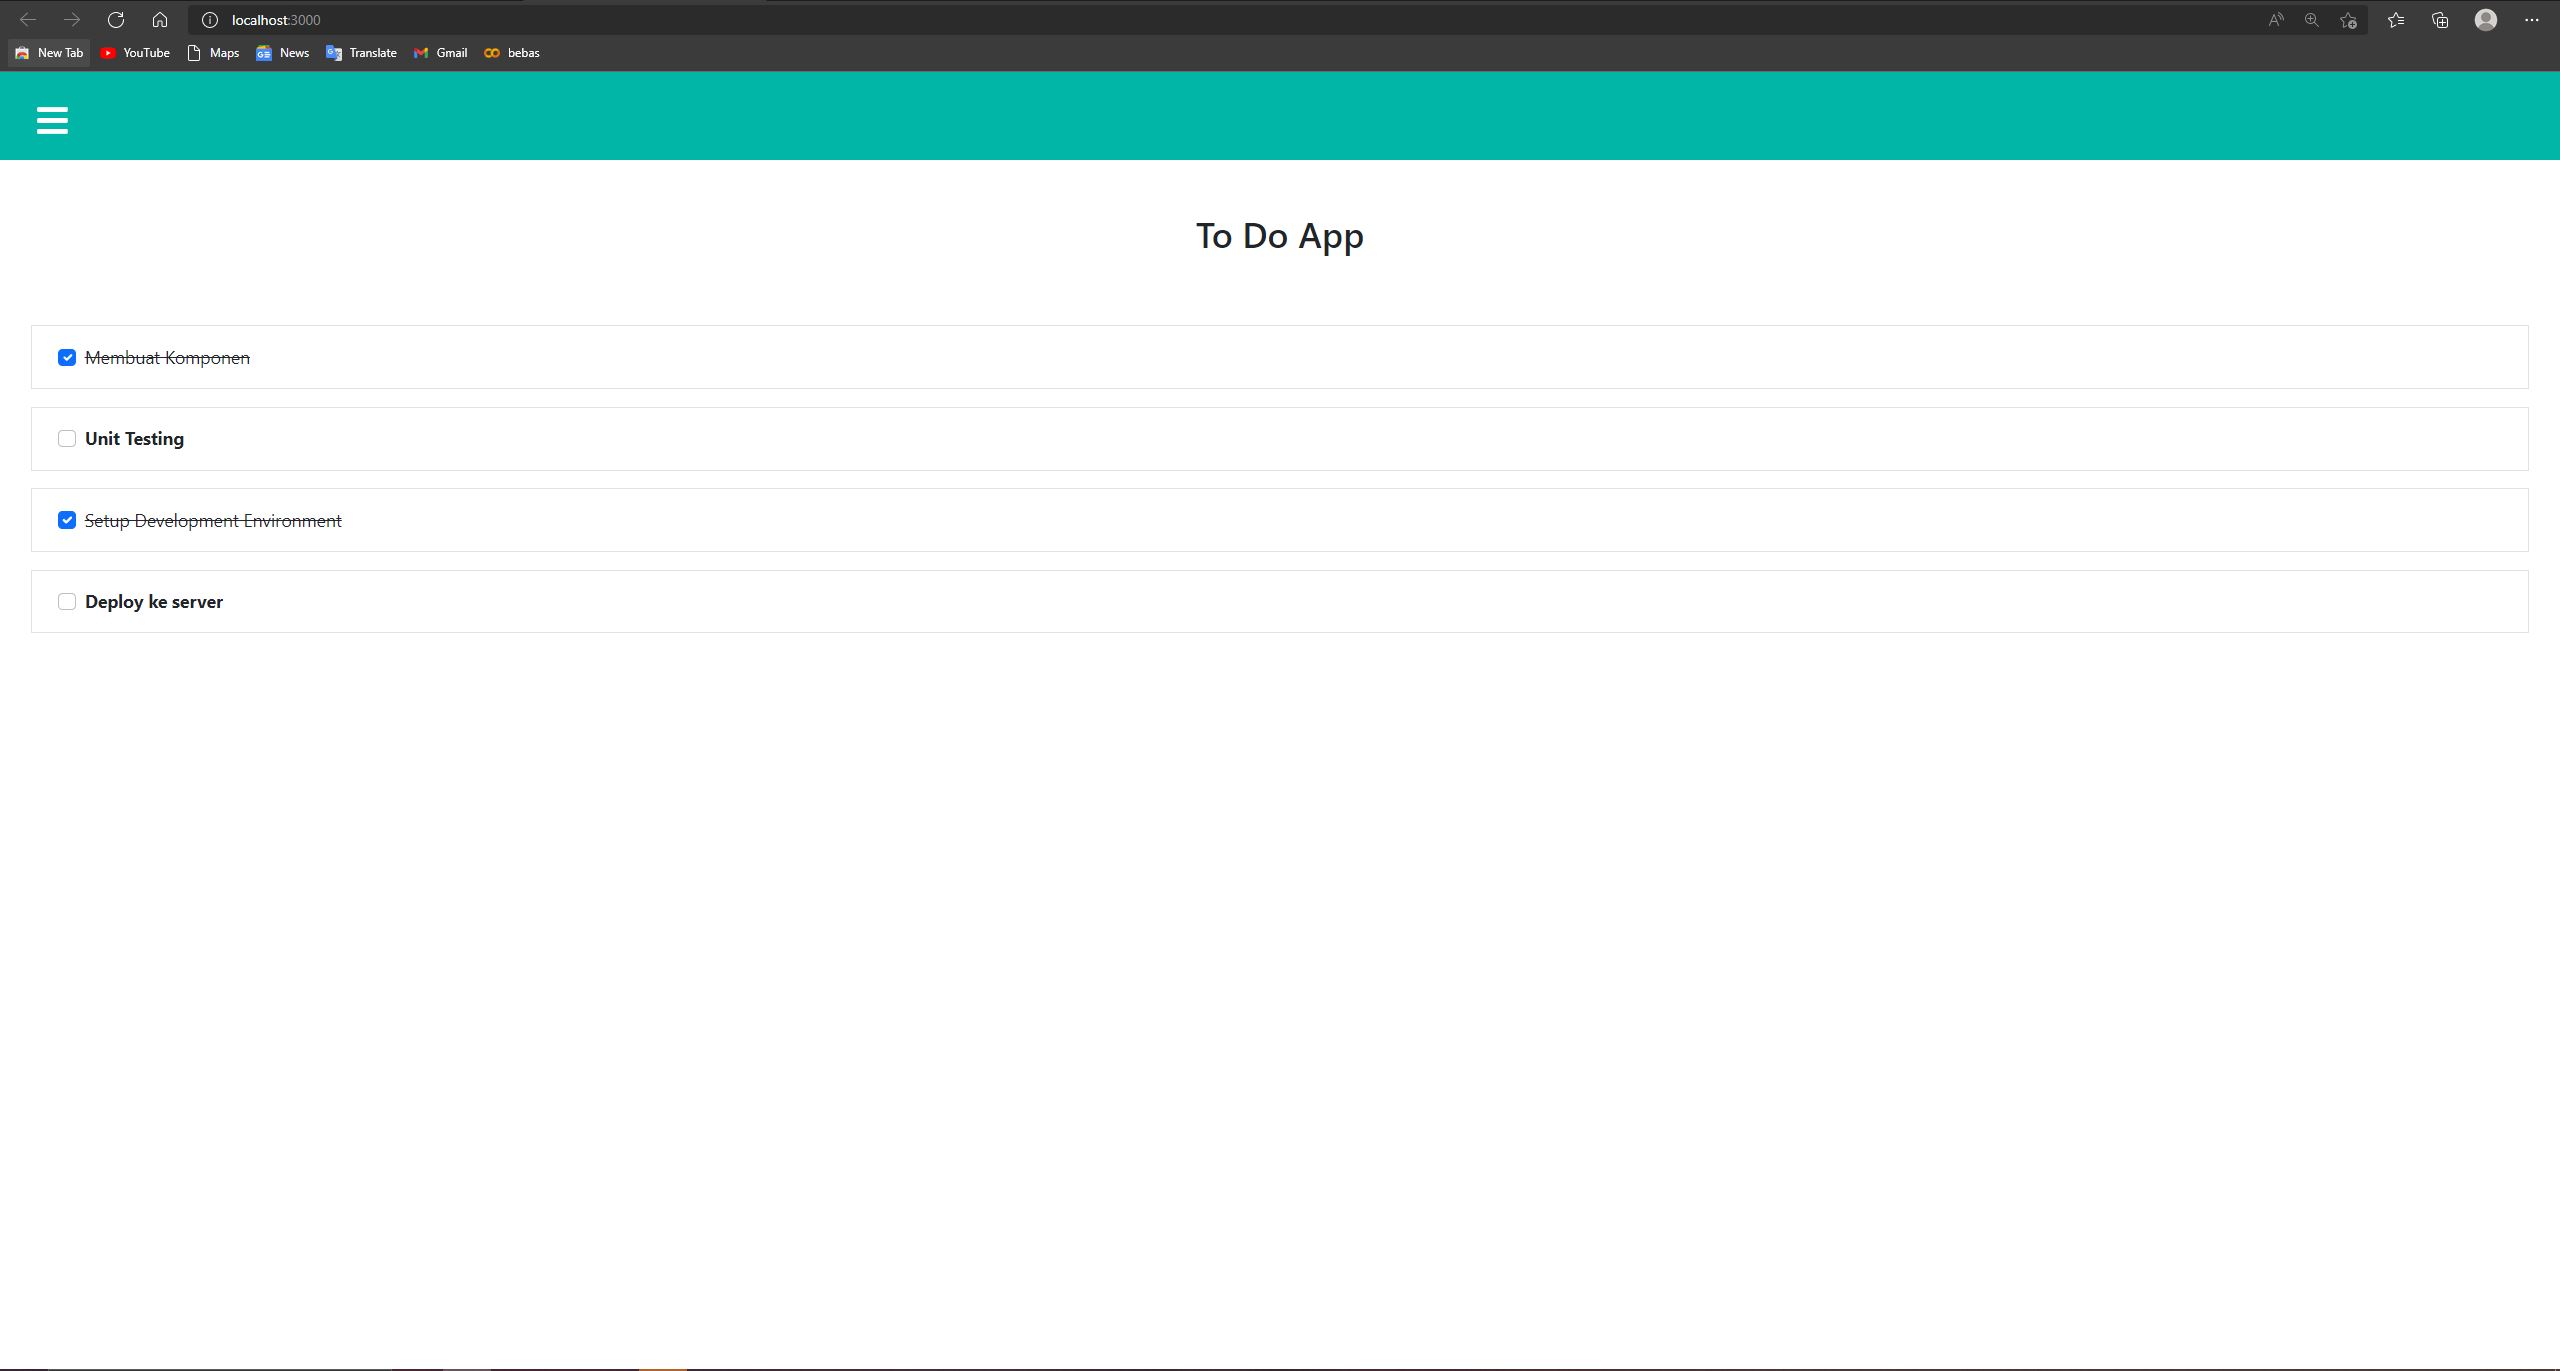 localhost:3000
New Tab YouTube Maps News Translate Gmail bebas
To Do App
Membuat Komponen
Unit Testing
Setup Development Environment
Deploy ke server